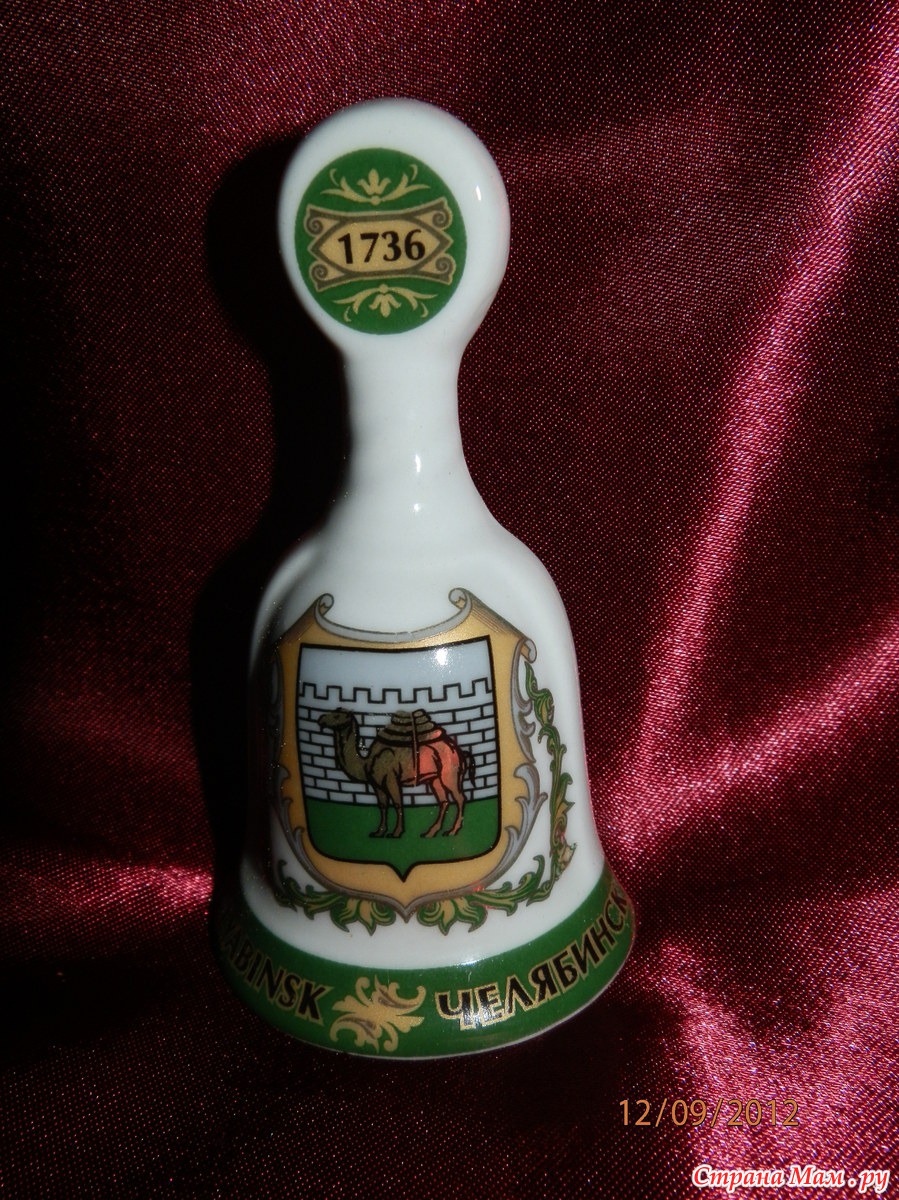 1736
ABINSK ЧЕЛЯБИНСК
12/09/2012
Страна Мам.ру